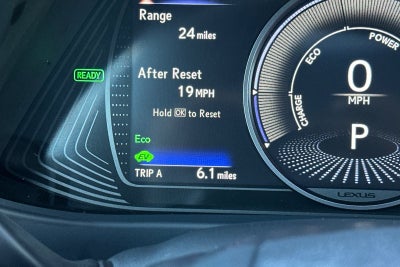 Range
24 miles
READY
After Reset
19 MPH
Hold OK to Reset
Eco
EV
TRIP A
6.1 miles
POWER
ECO
CHARGE
0
MPH
P
LEXUS